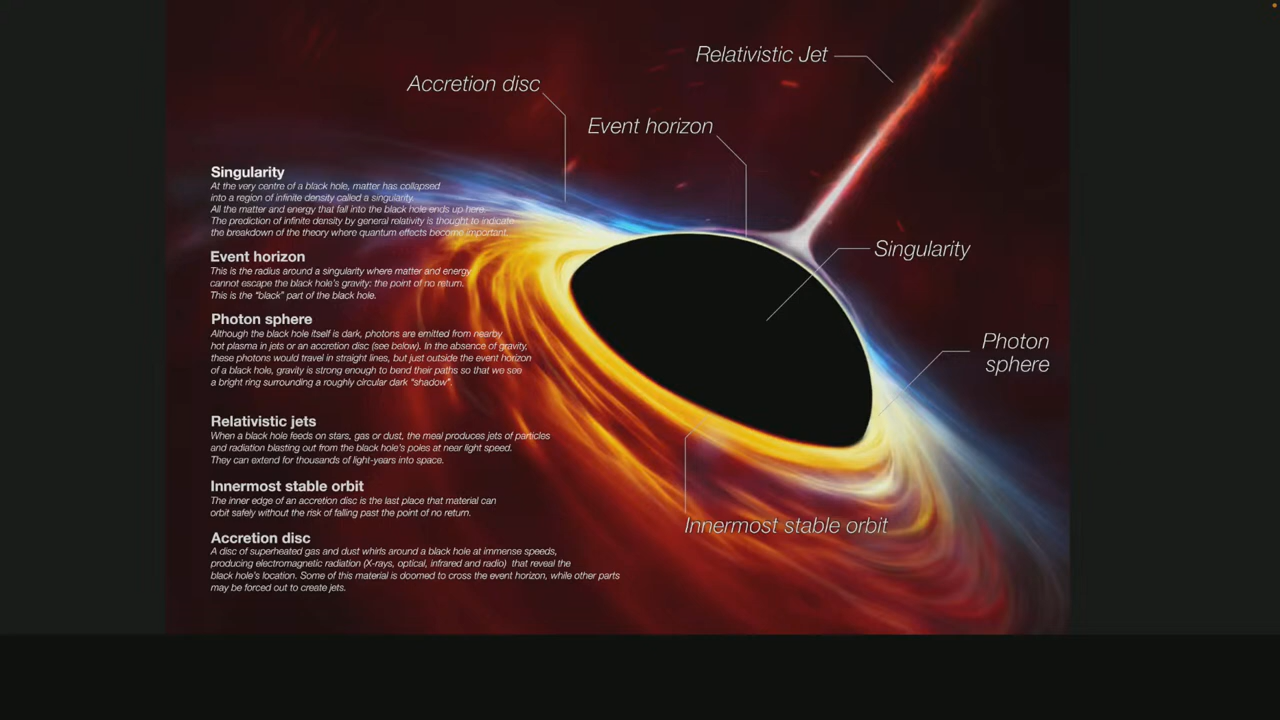 Relativistic Jet
Accretion disc
Event horizon
Singularity
At the very centre of a black hole, matter has collapsed
into a region of infinite density called a singularity.
All the matter and energy that fall into the black hole ends up here.
The prediction of infinite density by general relativity is thought to indicate
the breakdown of the theory where quantum effects become important.
Event horizon
This is the radius around a singularity where matter and energy
cannot escape the black hole's gravity: the point of no return.
This is the "black" part of the black hole.
Photon sphere
Although the black hole itself is dark, photons are emitted from nearby
hot plasma in jets or an accretion disc (see below). In the absence of gravity,
these photons would travel in straight lines, but just outside the event horizon
of a black hole, gravity is strong enough to bend their paths so that we see
a bright ring surrounding a roughly circular dark "shadow".
Relativistic jets
When a black hole feeds on stars, gas or dust, the meal produces jets of particles
and radiation blasting out from the black hole's poles at near light speed.
They can extend for thousands of light-years into space.
Innermost stable orbit
The inner edge of an accretion disc is the last place that material can
orbit safely without the risk of falling past the point of no return.
Accretion disc
A disc of superheated gas and dust whirls around a black hole at immense speeds,
producing electromagnetic radiation (X-rays, optical, infrared and radio) that reveal the
black hole's location. Some of this material is doomed to cross the event horizon, while other parts
may be forced out to create jets.
Singularity
Photon
sphere
Innermost stable orbit